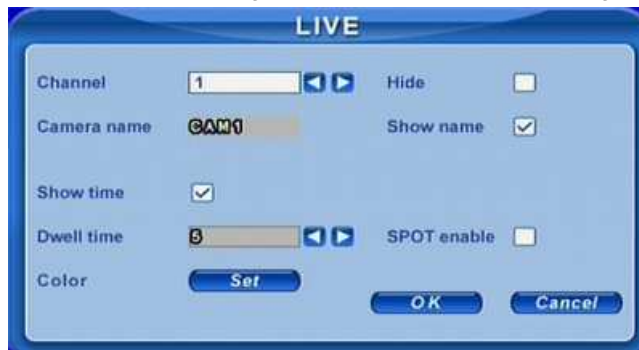 LIVE
Channel 1 Hide
Camera name CAM1 Show name
Show time
Dwell time 5 SPOT enable
Color Set
OK Cancel